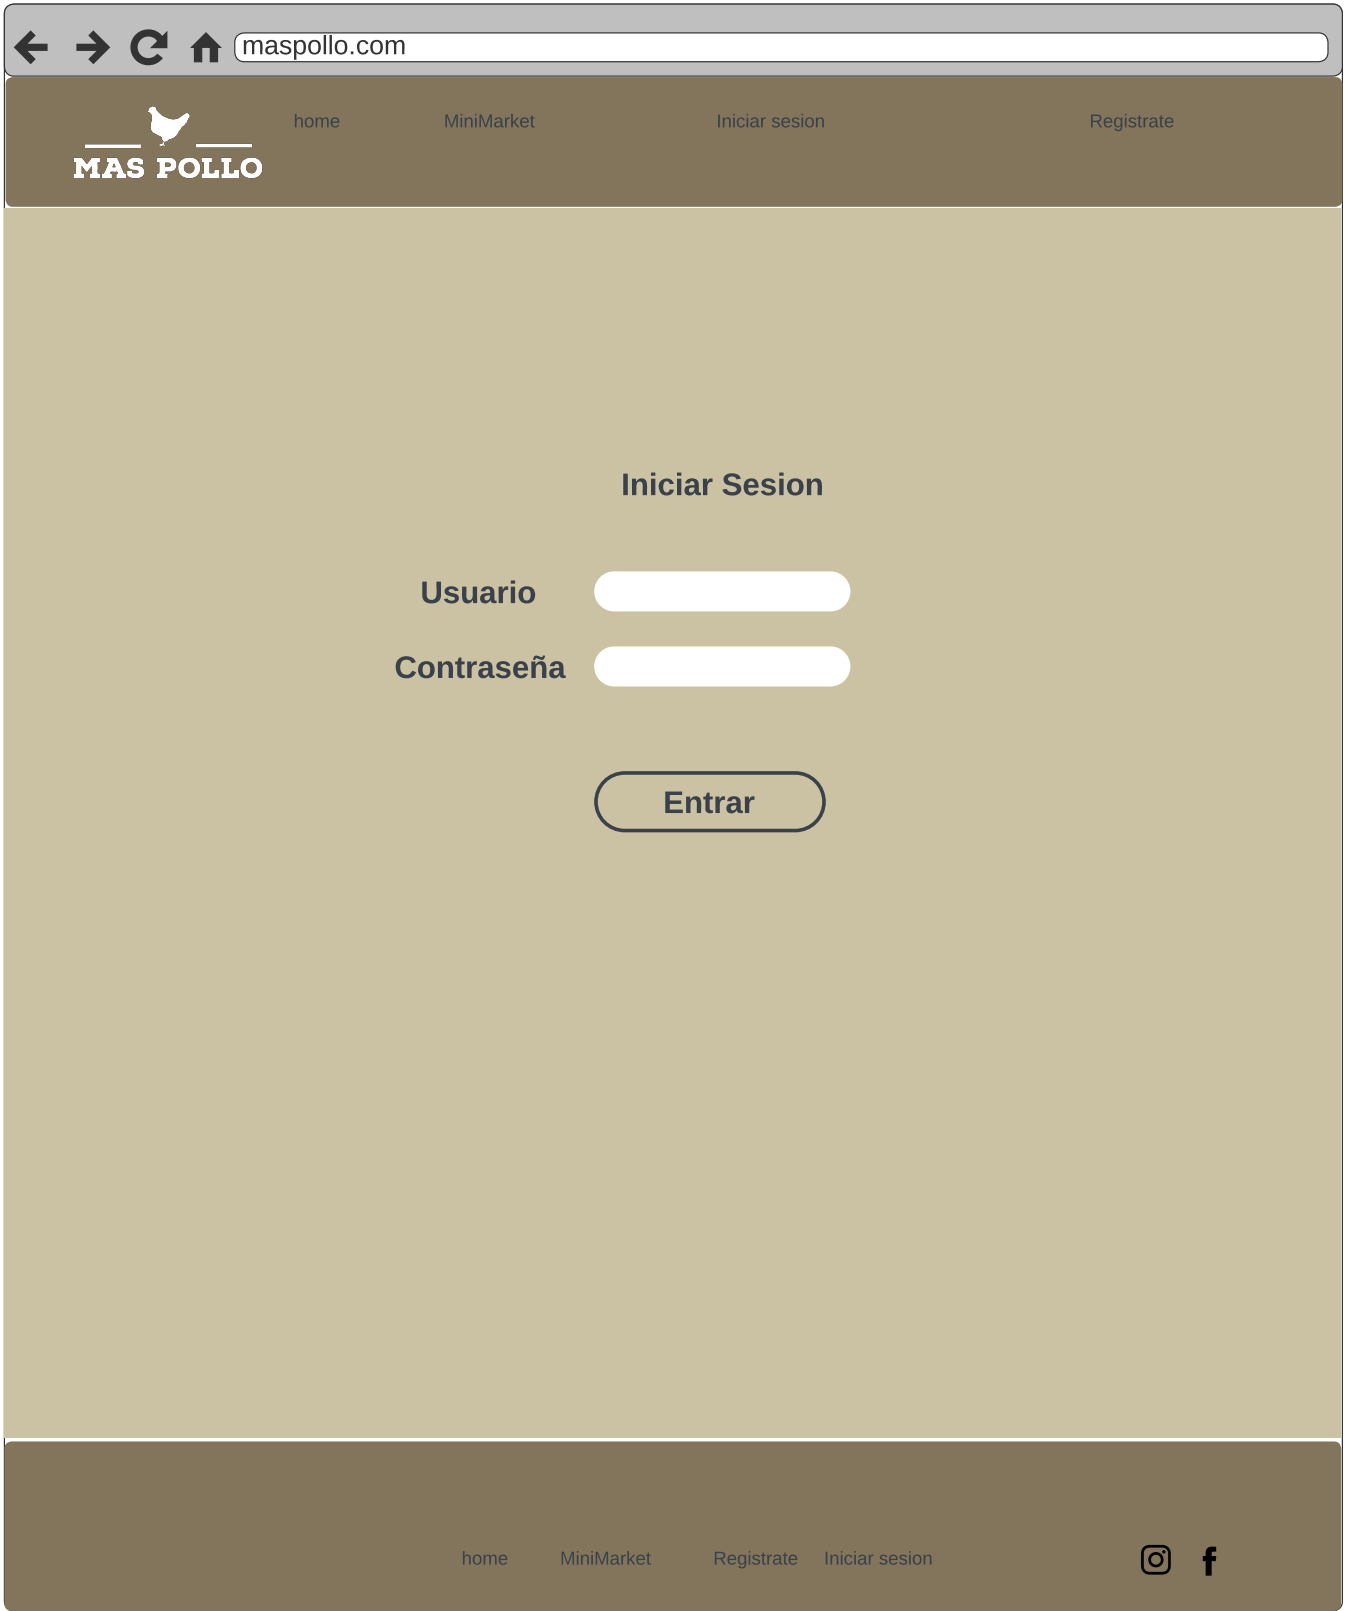 maspollo.com
home MiniMarket Iniciar sesion Registrate
MAS POLLO
Iniciar Sesion
Usuario
Contraseña
Entrar
home MiniMarket Registrate Iniciar sesion